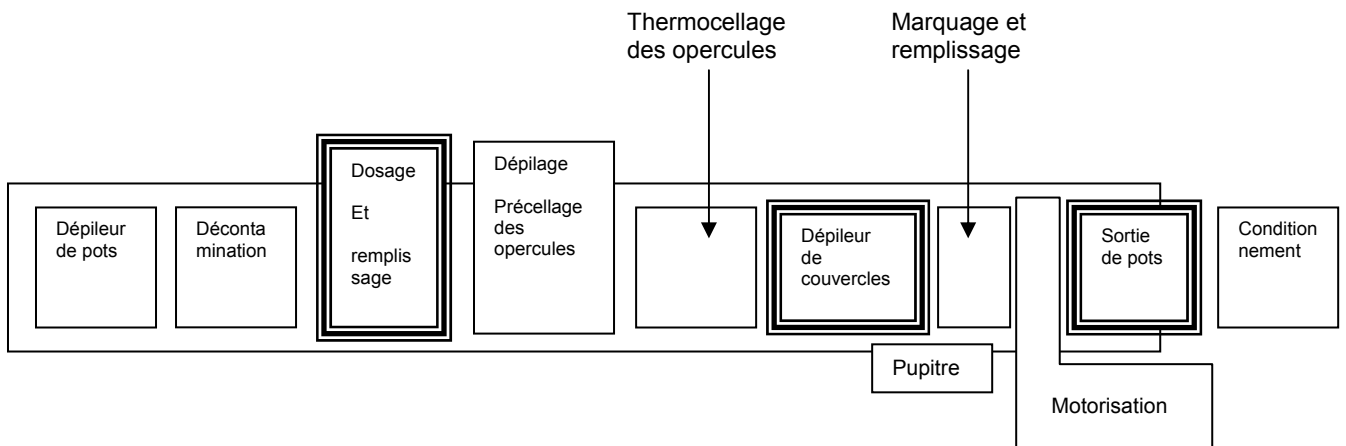 Thermocellage
des opercules
Marquage et
remplissage
Dépileur
de pots
Déconta
mination
Dosage
Et
remplis
sage
Dépilage
Précellage
des
opercules
Dépileur
de
couvercles
Sortie
de pots
Condition
nement
Pupitre
Motorisation